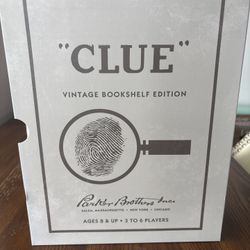 "CLUE"
VINTAGE BOOKSHELF EDITION
Parker Brothers Inc.
SALEM, MASSACHUSETTS • NEW YORK • CHICAGO
AGES 8 & UP • 3 TO 6 PLAYERS